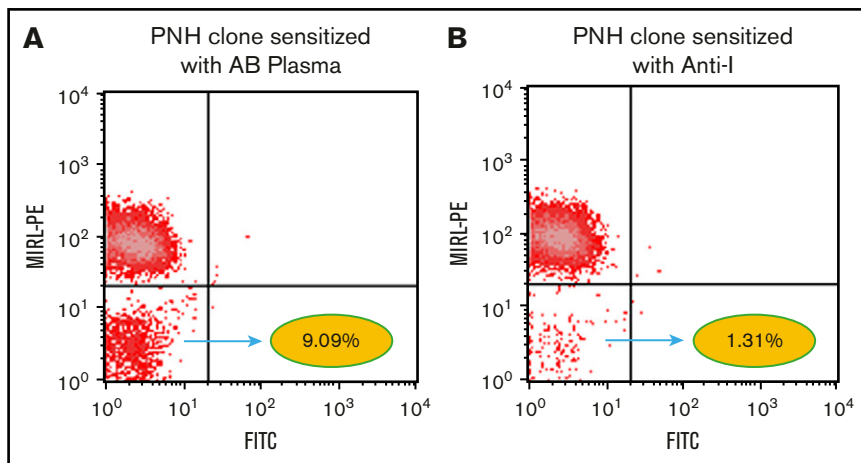 A
PNH clone sensitized
with AB Plasma
10⁴
10³
10²
10¹
10⁰
MIRL-PE
9.09%
10⁰ 10¹ 10² 10³ 10⁴
FITC
B
PNH clone sensitized
with Anti-I
10⁴
10³
10²
10¹
10⁰
MIRL-PE
1.31%
10⁰ 10¹ 10² 10³ 10⁴
FITC